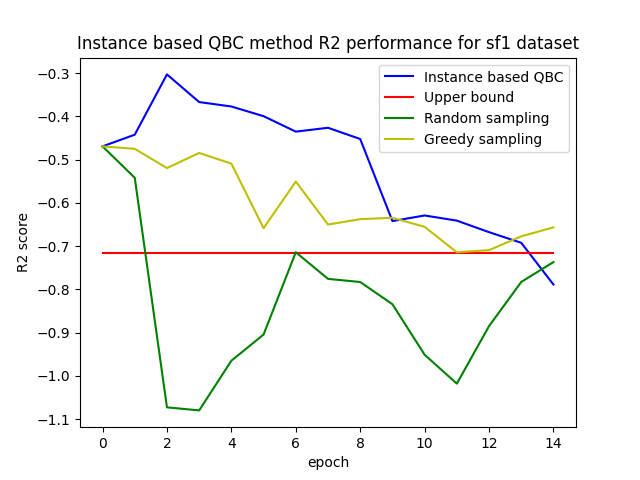 Instance based QBC method R2 performance for sf1 dataset
Instance based QBC
Upper bound
Random sampling
Greedy sampling
R2 score
−0.3
−0.4
−0.5
−0.6
−0.7
−0.8
−0.9
−1.0
−1.1
0 2 4 6 8 10 12 14
epoch